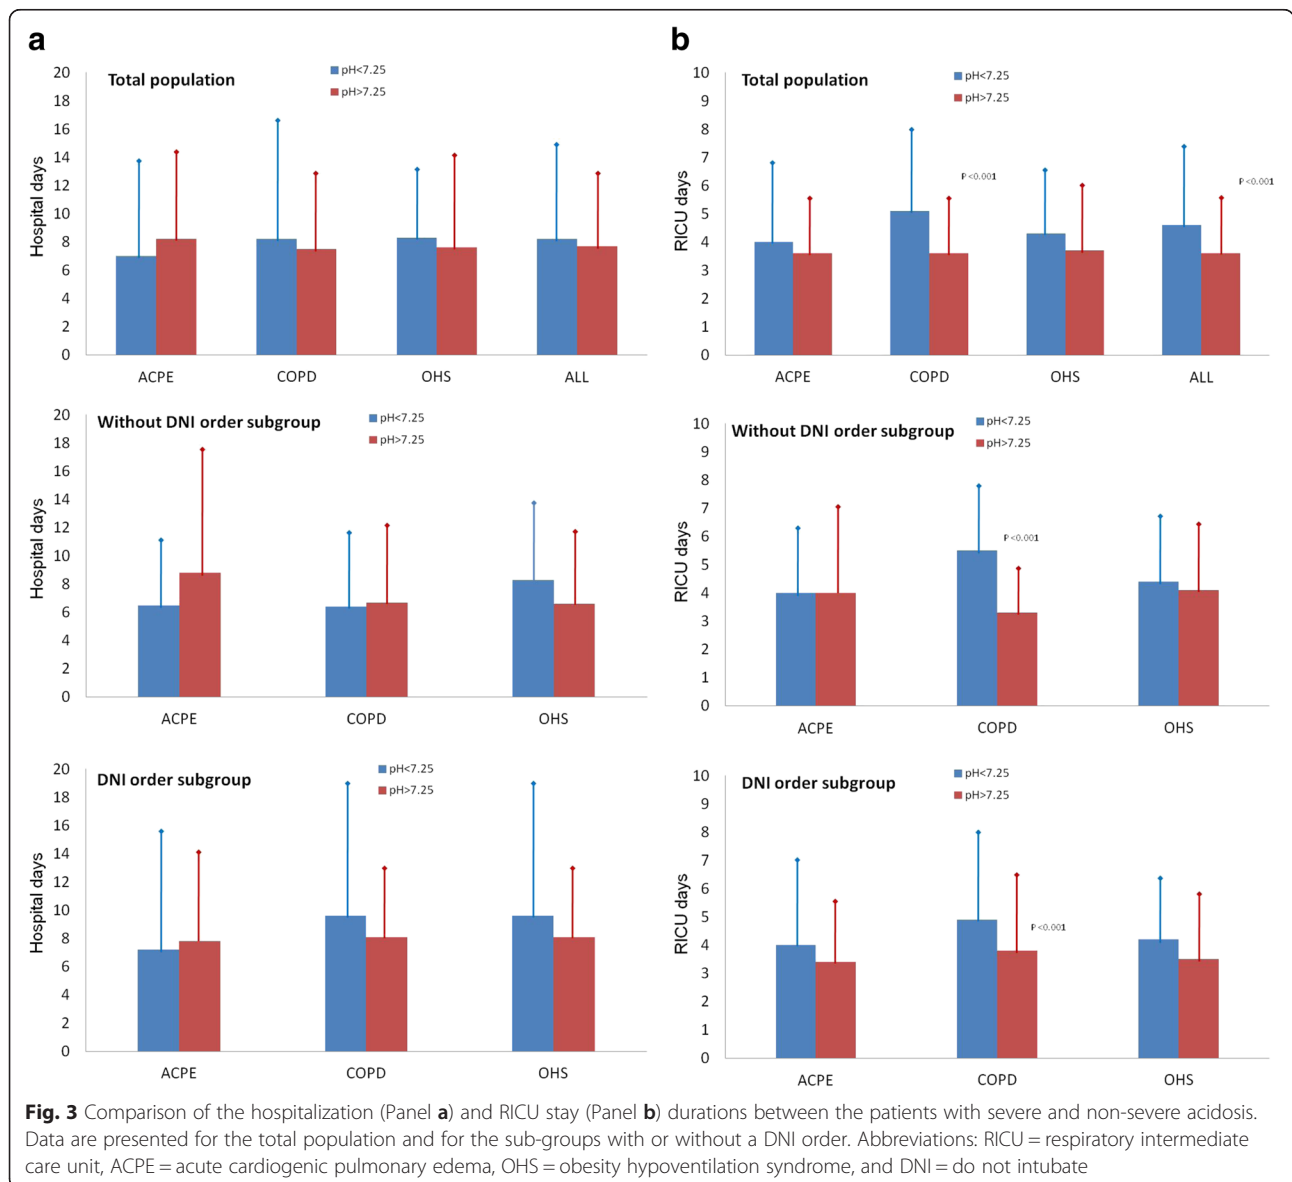 a
20
18
16
14
12
10
8
6
4
2
0
Hospital days
Total population
pH<7.25
pH>7.25
ACPE COPD OHS ALL
20
18
16
14
12
10
8
6
4
2
0
Hospital days
Without DNI order subgroup
pH<7.25
pH>7.25
ACPE COPD OHS
20
18
16
14
12
10
8
6
4
2
0
Hospital days
DNI order subgroup
pH<7.25
pH>7.25
ACPE COPD OHS
b
10
9
8
7
6
5
4
3
2
1
0
RICU days
Total population
pH<7.25
pH>7.25
P <0.001
P <0.001
ACPE COPD OHS ALL
10
9
8
7
6
5
4
3
2
1
0
RICU days
Without DNI order subgroup
pH<7.25
pH>7.25
P <0.001
ACPE COPD OHS
10
9
8
7
6
5
4
3
2
1
0
RICU days
DNI order subgroup
pH<7.25
pH>7.25
P <0.001
ACPE COPD OHS
Fig. 3 Comparison of the hospitalization (Panel a) and RICU stay (Panel b) durations between the patients with severe and non-severe acidosis.
Data are presented for the total population and for the sub-groups with or without a DNI order. Abbreviations: RICU = respiratory intermediate
care unit, ACPE = acute cardiogenic pulmonary edema, OHS = obesity hypoventilation syndrome, and DNI = do not intubate